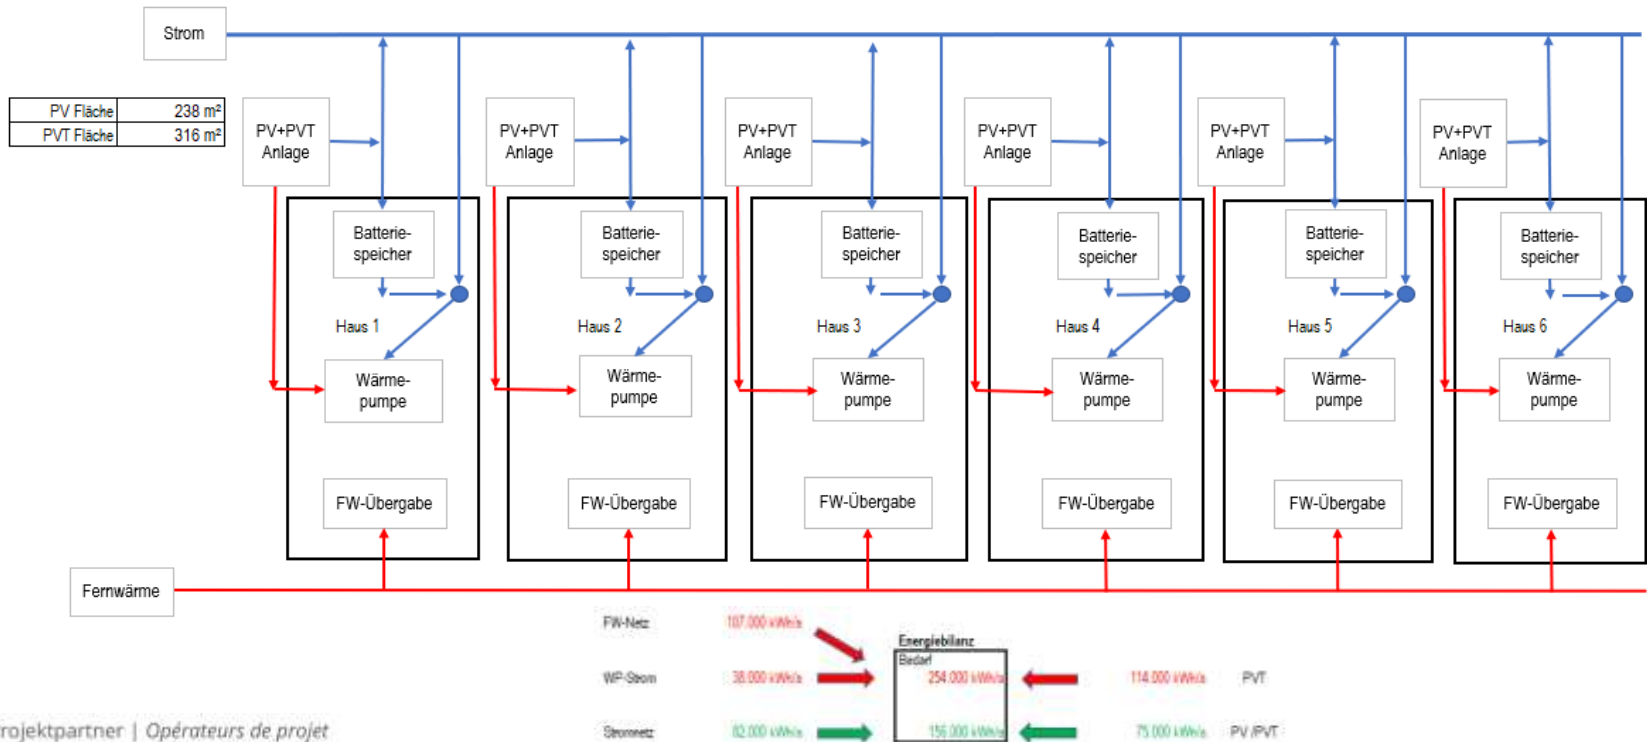 Strom
PV Fläche 238 m²
PVT Fläche 316 m²
PV+PVT
Anlage
PV+PVT
Anlage
PV+PVT
Anlage
PV+PVT
Anlage
PV+PVT
Anlage
PV+PVT
Anlage
Batterie-
speicher
Batterie-
speicher
Batterie-
speicher
Batterie-
speicher
Batterie-
speicher
Batterie-
speicher
Haus 1
Haus 2
Haus 3
Haus 4
Haus 5
Haus 6
Wärme-
pumpe
Wärme-
pumpe
Wärme-
pumpe
Wärme-
pumpe
Wärme-
pumpe
Wärme-
pumpe
FW-Übergabe
FW-Übergabe
FW-Übergabe
FW-Übergabe
FW-Übergabe
FW-Übergabe
Fernwärme
FW-Netz 107.000 kWh/a
Energiebilanz
Bedarf
WP-Strom 38.000 kWh/a 254.000 kWh/a 114.000 kWh/a PVT
Stromnetz 82.000 kWh/a 156.000 kWh/a 75.000 kWh/a PV /PVT
rojektpartner | Opérateurs de projet